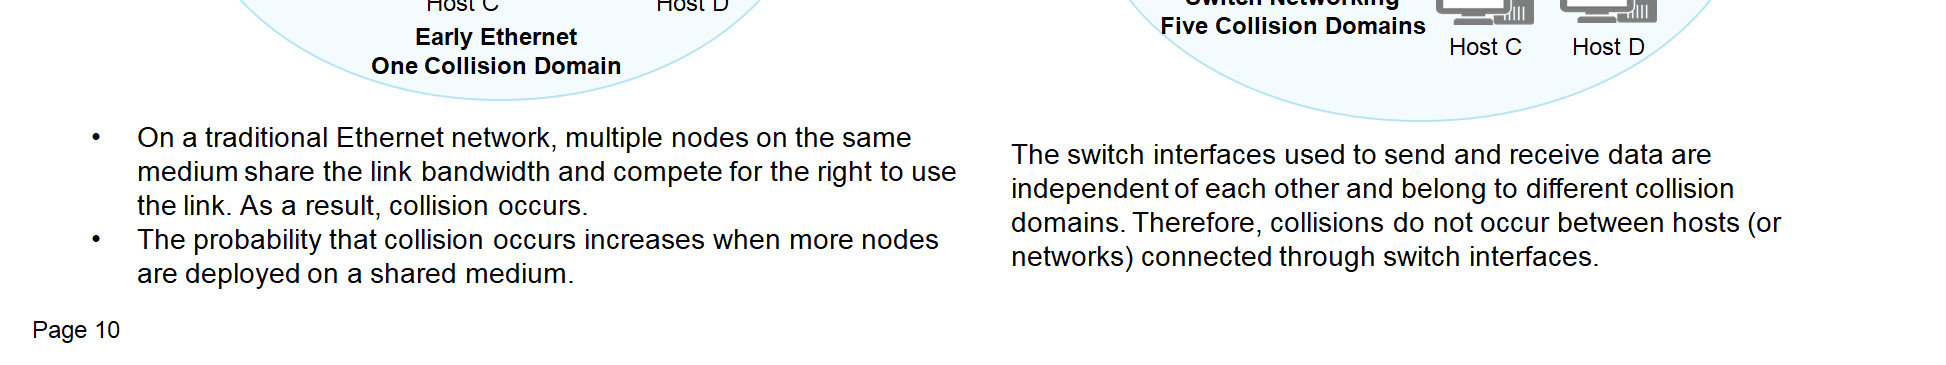 Host C
Host D
Early Ethernet
One Collision Domain
• On a traditional Ethernet network, multiple nodes on the same
medium share the link bandwidth and compete for the right to use
the link. As a result, collision occurs.
• The probability that collision occurs increases when more nodes
are deployed on a shared medium.
Switch Networking
Five Collision Domains
Host C
Host D
The switch interfaces used to send and receive data are
independent of each other and belong to different collision
domains. Therefore, collisions do not occur between hosts (or
networks) connected through switch interfaces.
Page 10